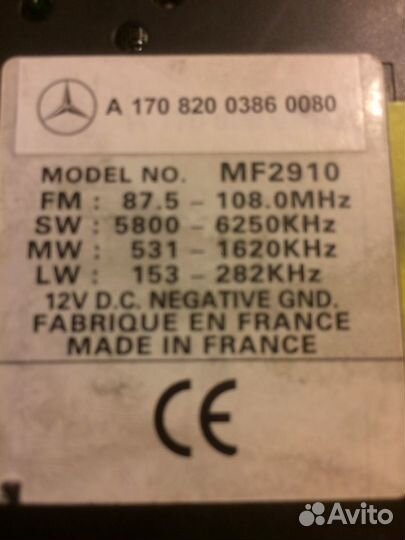 A 170 820 0386 0080
MODEL NO. MF2910
FM : 87.5 – 108.0MHz
SW : 5800 – 6250KHz
MW : 531 – 1620KHz
LW : 153 – 282KHz
12V D.C. NEGATIVE GND.
FABRIQUE EN FRANCE
MADE IN FRANCE
CE
Avito